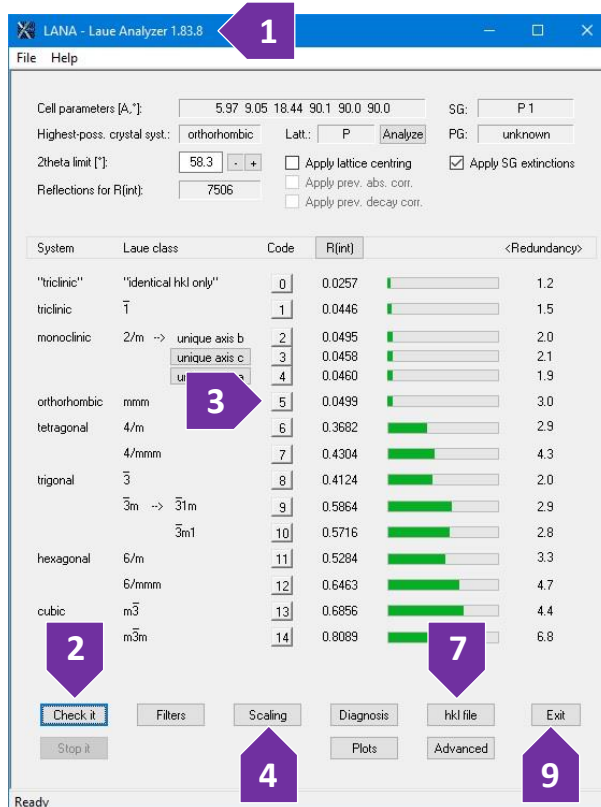 LANA - Laue Analyzer 1.83.8 1
File Help
Cell parameters [A,°]: 5.97 9.05 18.44 90.1 90.0 90.0 SG: P 1
Highest-poss. crystal syst.: orthorhombic Latt.: P Analyze PG: unknown
2theta limit [°]: 58.3 - + Apply lattice centring Apply SG extinctions
Apply prev. abs. corr.
Reflections for R(int): 7506
Apply prev. decay corr.
System Laue class Code R(int) <Redundancy>
"triclinic" "identical hkl only" 0 0.0257 1.2
triclinic 1̅ 1 0.0446 1.5
monoclinic 2/m --> unique axis b 2 0.0495 2.0
unique axis c 3 0.0458 2.1
4 0.0460 1.9
orthorhombic mmm 3 5 0.0499 3.0
tetragonal 4/m 6 0.3682 2.9
4/mmm 7 0.4304 4.3
trigonal 3̅ 8 0.4124 2.0
3̅m --> 3̅1m 9 0.5864 2.9
3̅m1 10 0.5716 2.8
hexagonal 6/m 11 0.5284 3.3
6/mmm 12 0.6463 4.7
cubic m3̅ 13 0.6856 4.4
m3̅m 14 0.8089 6.8
2 7
Check it Filters Scaling Diagnosis hkl file Exit
Stop it Plots Advanced
4 9
Ready